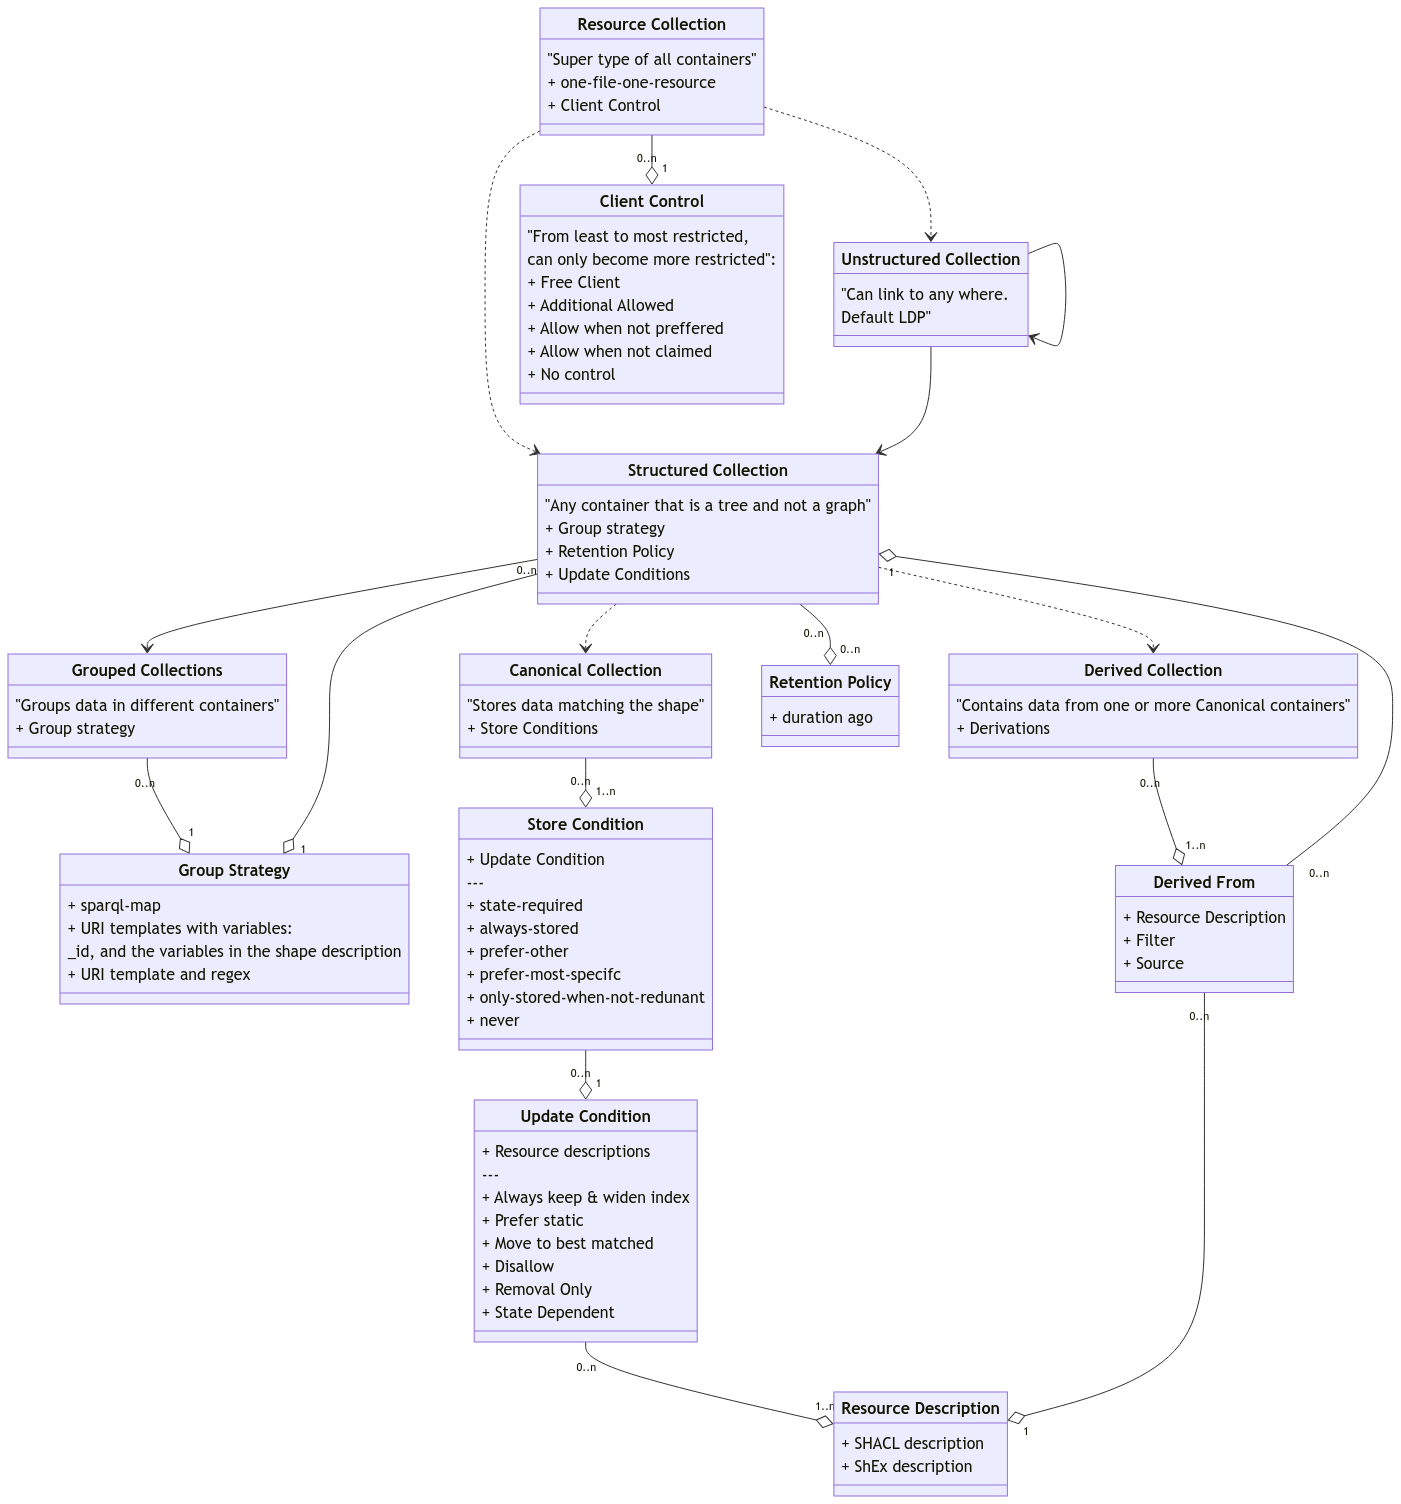 Resource Collection
"Super type of all containers"
+ one-file-one-resource
+ Client Control
0..n
1
Client Control
"From least to most restricted,
can only become more restricted":
+ Free Client
+ Additional Allowed
+ Allow when not preffered
+ Allow when not claimed
+ No control
Unstructured Collection
"Can link to any where.
Default LDP"
Structured Collection
"Any container that is a tree and not a graph"
+ Group strategy
+ Retention Policy
+ Update Conditions
0..n
1
0..n
0..n
Grouped Collections
"Groups data in different containers"
+ Group strategy
Canonical Collection
"Stores data matching the shape"
+ Store Conditions
Retention Policy
+ duration ago
Derived Collection
"Contains data from one or more Canonical containers"
+ Derivations
0..n
1
1
0..n
1..n
0..n
1..n
0..n
Group Strategy
+ sparql-map
+ URI templates with variables:
_id, and the variables in the shape description
+ URI template and regex
Store Condition
+ Update Condition
---
+ state-required
+ always-stored
+ prefer-other
+ prefer-most-specifc
+ only-stored-when-not-redunant
+ never
Derived From
+ Resource Description
+ Filter
+ Source
0..n
0..n
1
Update Condition
+ Resource descriptions
---
+ Always keep & widen index
+ Prefer static
+ Move to best matched
+ Disallow
+ Removal Only
+ State Dependent
0..n
1..n
1
Resource Description
+ SHACL description
+ ShEx description